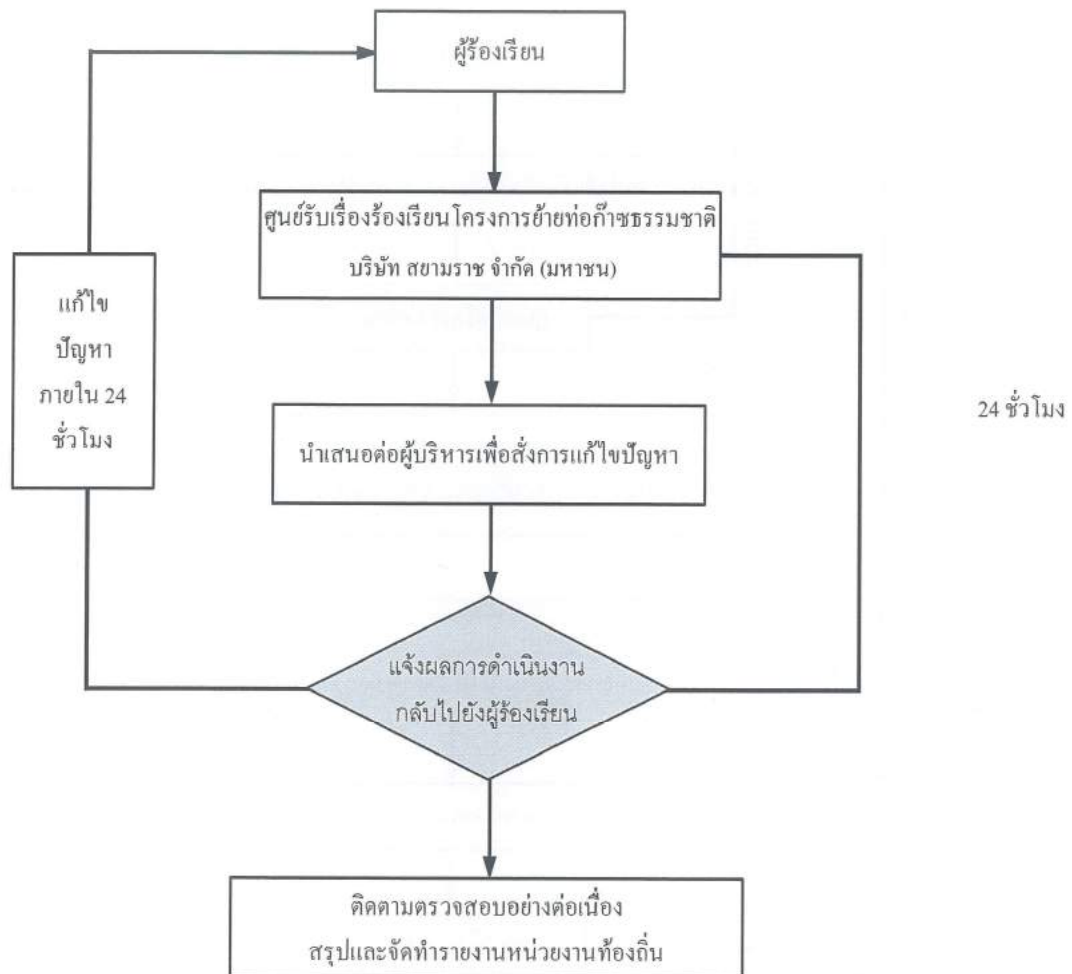 ผู้ร้องเรียน
ศูนย์รับเรื่องร้องเรียนโครงการย้ายท่อก๊าซธรรมชาติ
บริษัท สยามราช จำกัด (มหาชน)
แก้ไข
ปัญหา
ภายใน 24
ชั่วโมง
24 ชั่วโมง
นำเสนอต่อผู้บริหารเพื่อสั่งการแก้ไขปัญหา
แจ้งผลการดำเนินงาน
กลับไปยังผู้ร้องเรียน
ติดตามตรวจสอบอย่างต่อเนื่อง
สรุปและจัดทำรายงานหน่วยงานท้องถิ่น